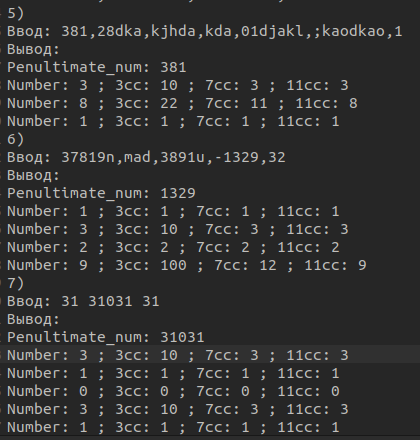 5)
Ввод: 381,28dka,kjhda,kda,01djakl,;kaodkao,1
Вывод:
Penultimate_num: 381
Number: 3 ; 3cc: 10 ; 7cc: 3 ; 11cc: 3
Number: 8 ; 3cc: 22 ; 7cc: 11 ; 11cc: 8
Number: 1 ; 3cc: 1 ; 7cc: 1 ; 11cc: 1
6)
Ввод: 37819n,mad,3891u,-1329,32
Вывод:
Penultimate_num: 1329
Number: 1 ; 3cc: 1 ; 7cc: 1 ; 11cc: 1
Number: 3 ; 3cc: 10 ; 7cc: 3 ; 11cc: 3
Number: 2 ; 3cc: 2 ; 7cc: 2 ; 11cc: 2
Number: 9 ; 3cc: 100 ; 7cc: 12 ; 11cc: 9
7)
Ввод: 31 31031 31
Вывод:
Penultimate_num: 31031
Number: 3 ; 3cc: 10 ; 7cc: 3 ; 11cc: 3
Number: 1 ; 3cc: 1 ; 7cc: 1 ; 11cc: 1
Number: 0 ; 3cc: 0 ; 7cc: 0 ; 11cc: 0
Number: 3 ; 3cc: 10 ; 7cc: 3 ; 11cc: 3
Number: 1 ; 3cc: 1 ; 7cc: 1 ; 11cc: 1